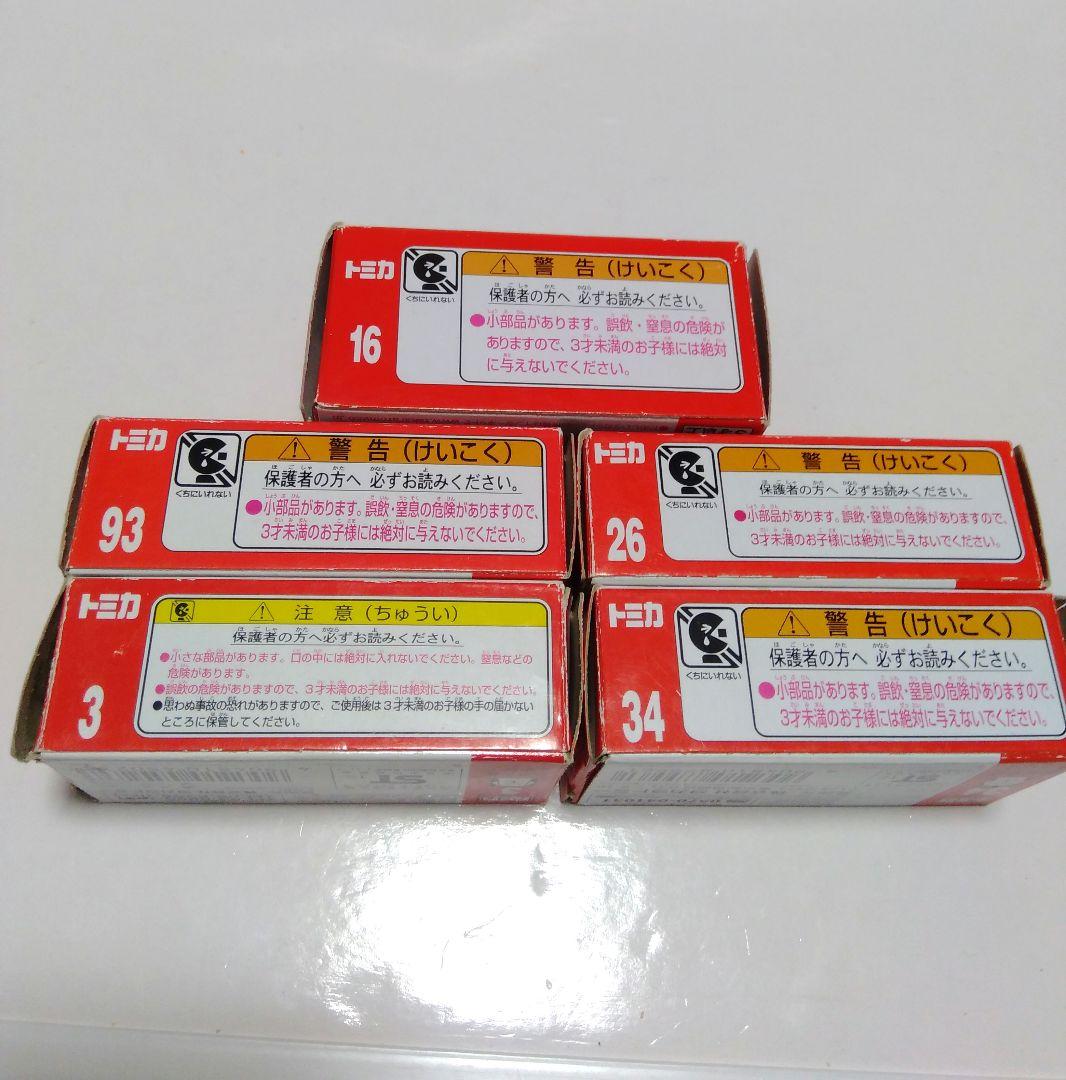 トミカ
16
くちにいれない
警告(けいこく)
保護者の方へ 必ずお読みください。
●小部品があります。誤飲・窒息の危険が
ありますので、3才未満のお子様には絶対
に与えないでください。
トミカ
93
くちにいれない
警告(けいこく)
保護者の方へ 必ずお読みください。
●小部品があります。誤飲・窒息の危険がありますので、
3才未満のお子様には絶対に与えないでください。
トミカ
26
くちにいれない
警告(けいこく)
保護者の方へ 必ずお読みください。
●小部品があります。誤飲・窒息の危険がありますので、
3才未満のお子様には絶対に与えないでください。
トミカ
3
注意(ちゅうい)
保護者の方へ必ずお読みください。
●小さな部品があります。口の中には絶対に入れないでください。窒息などの
危険があります。
●誤飲の危険がありますので、3才未満のお子様には絶対に与えないでください。
●思わぬ事故の恐れがありますので、ご使用後は3才未満のお子様の手の届かない
ところに保管してください。
トミカ
34
くちにいれない
警告(けいこく)
保護者の方へ 必ずお読みください。
●小部品があります。誤飲・窒息の危険がありますので、
3才未満のお子様には絶対に与えないでください。
ST
ST
0570-041031